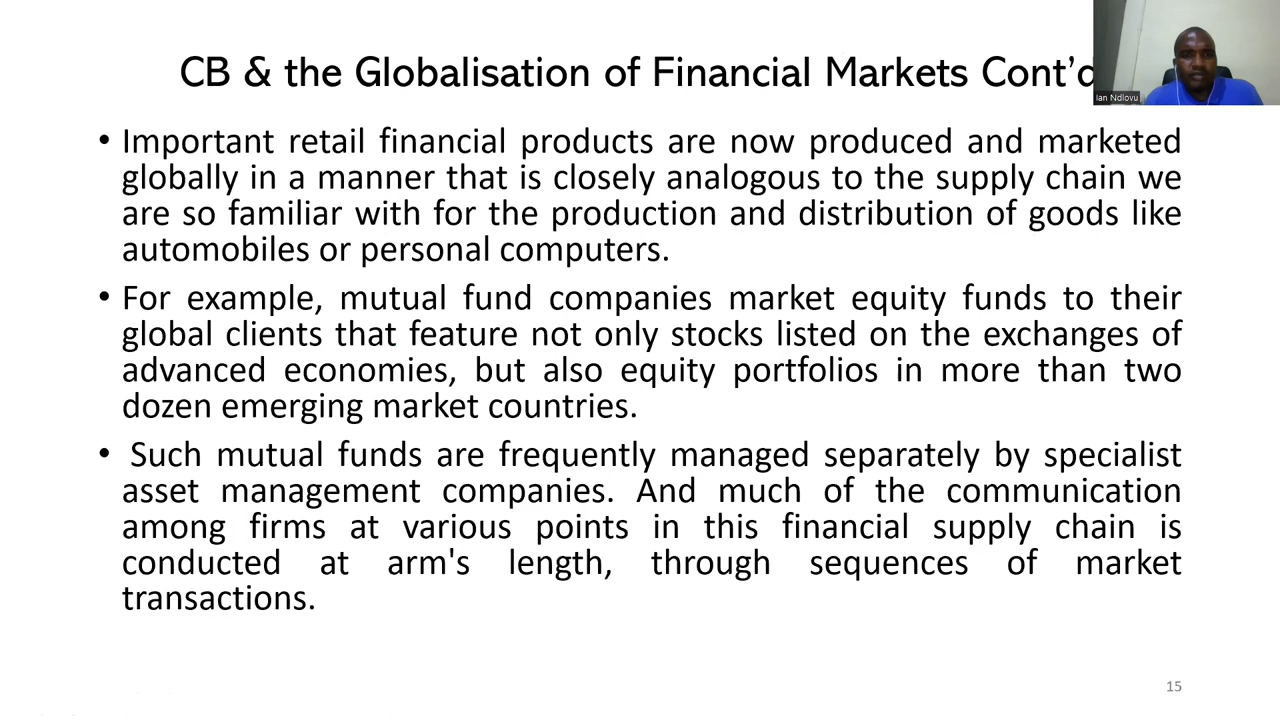 CB & the Globalisation of Financial Markets Cont’d
Ian Ndlovu
• Important retail financial products are now produced and marketed
globally in a manner that is closely analogous to the supply chain we
are so familiar with for the production and distribution of goods like
automobiles or personal computers.
• For example, mutual fund companies market equity funds to their
global clients that feature not only stocks listed on the exchanges of
advanced economies, but also equity portfolios in more than two
dozen emerging market countries.
• Such mutual funds are frequently managed separately by specialist
asset management companies. And much of the communication
among firms at various points in this financial supply chain is
conducted at arm's length, through sequences of market
transactions.
15